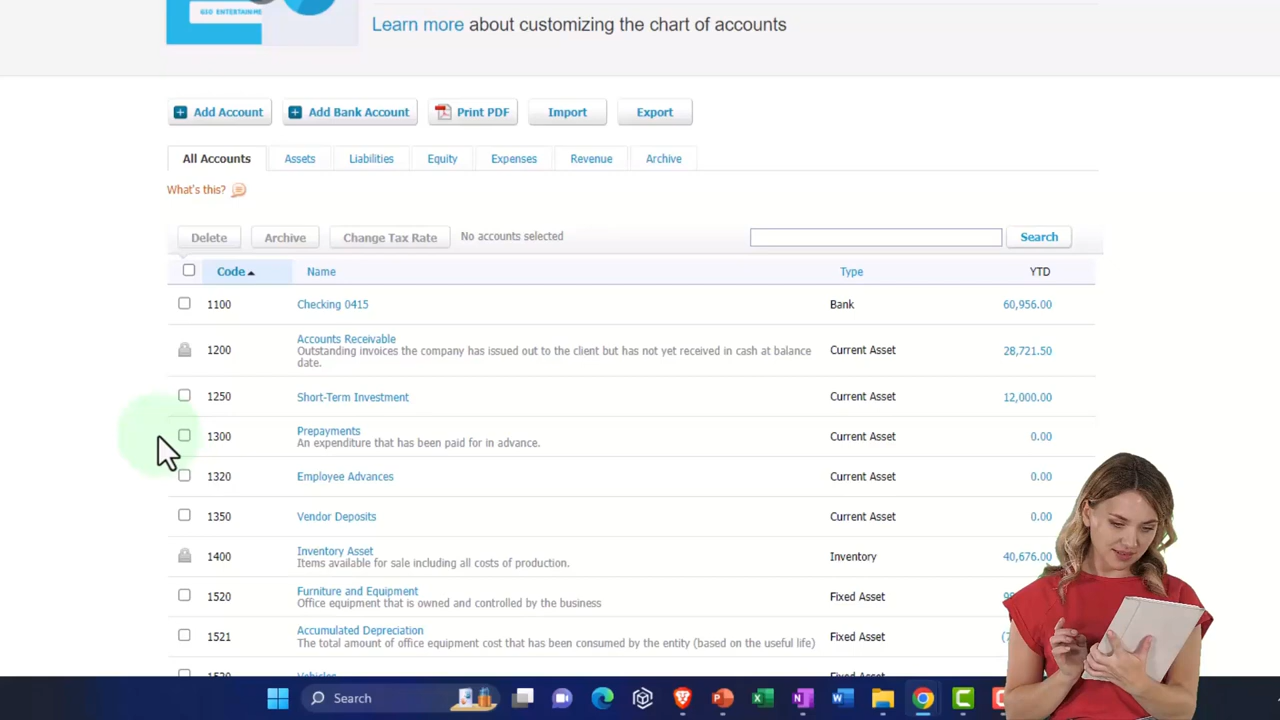 GEO ENTERTAINME
Learn more about customizing the chart of accounts
Add Account Add Bank Account Print PDF Import Export
All Accounts Assets Liabilities Equity Expenses Revenue Archive
What's this?
Delete Archive Change Tax Rate No accounts selected Search
Code Name Type YTD
1100 Checking 0415 Bank 60,956.00
1200 Accounts Receivable Current Asset 28,721.50
Outstanding invoices the company has issued out to the client but has not yet received in cash at balance
date.
1250 Short-Term Investment Current Asset 12,000.00
1300 Prepayments Current Asset 0.00
An expenditure that has been paid for in advance.
1320 Employee Advances Current Asset 0.00
1350 Vendor Deposits Current Asset 0.00
1400 Inventory Asset Inventory 40,676.00
Items available for sale including all costs of production.
1520 Furniture and Equipment Fixed Asset
Office equipment that is owned and controlled by the business
1521 Accumulated Depreciation Fixed Asset
The total amount of office equipment cost that has been consumed by the entity (based on the useful life)
Search